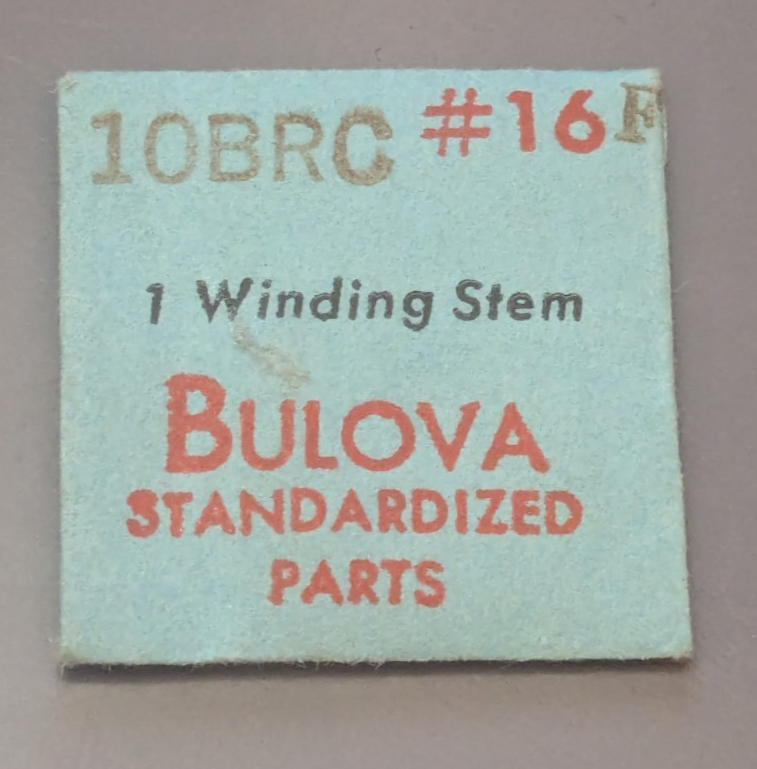 10BRC #16F
1 Winding Stem
BULOVA
STANDARDIZED
PARTS